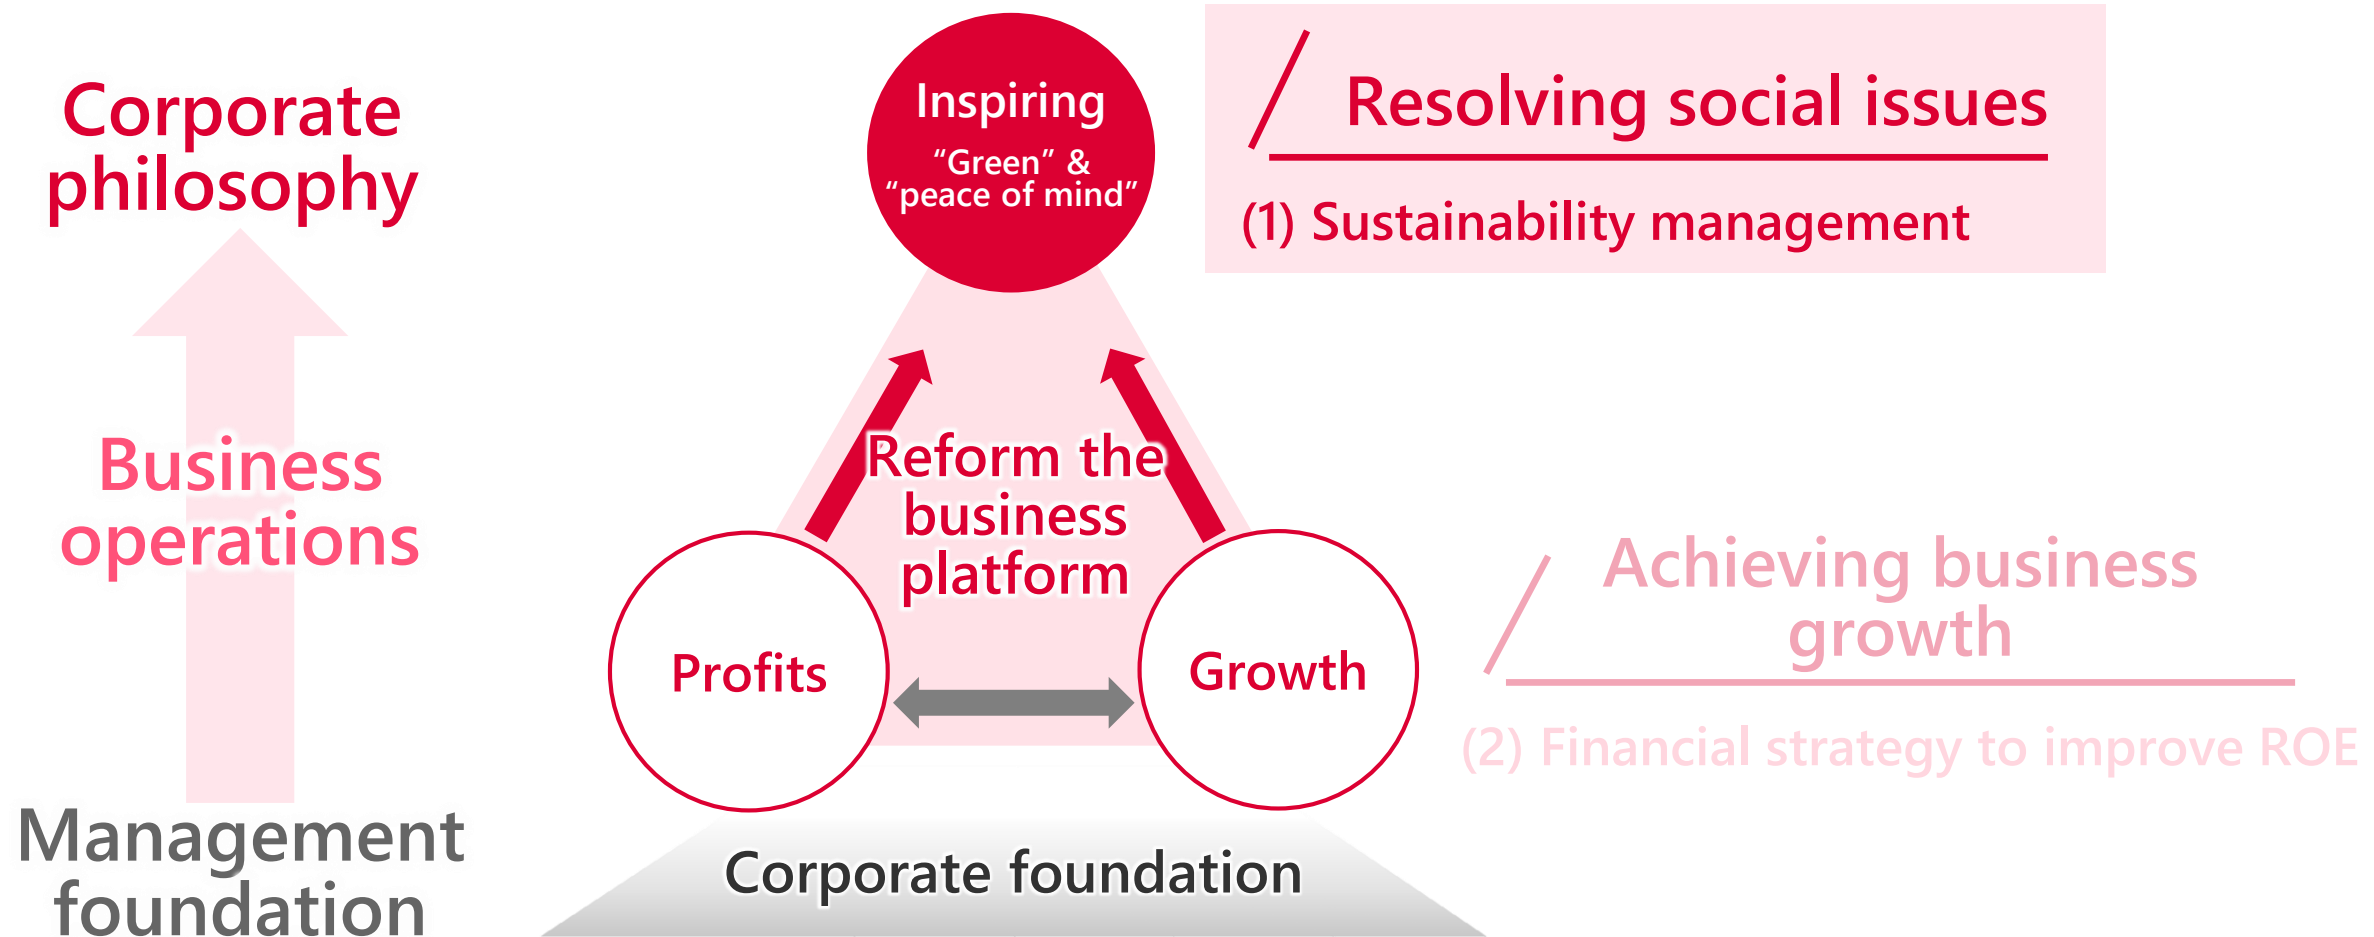 Corporate
philosophy
Inspiring
“Green” &
“peace of mind”
Resolving social issues
(1) Sustainability management
Business
operations
Reform the
business
platform
Profits
Growth
Achieving business
growth
(2) Financial strategy to improve ROE
Management
foundation
Corporate foundation